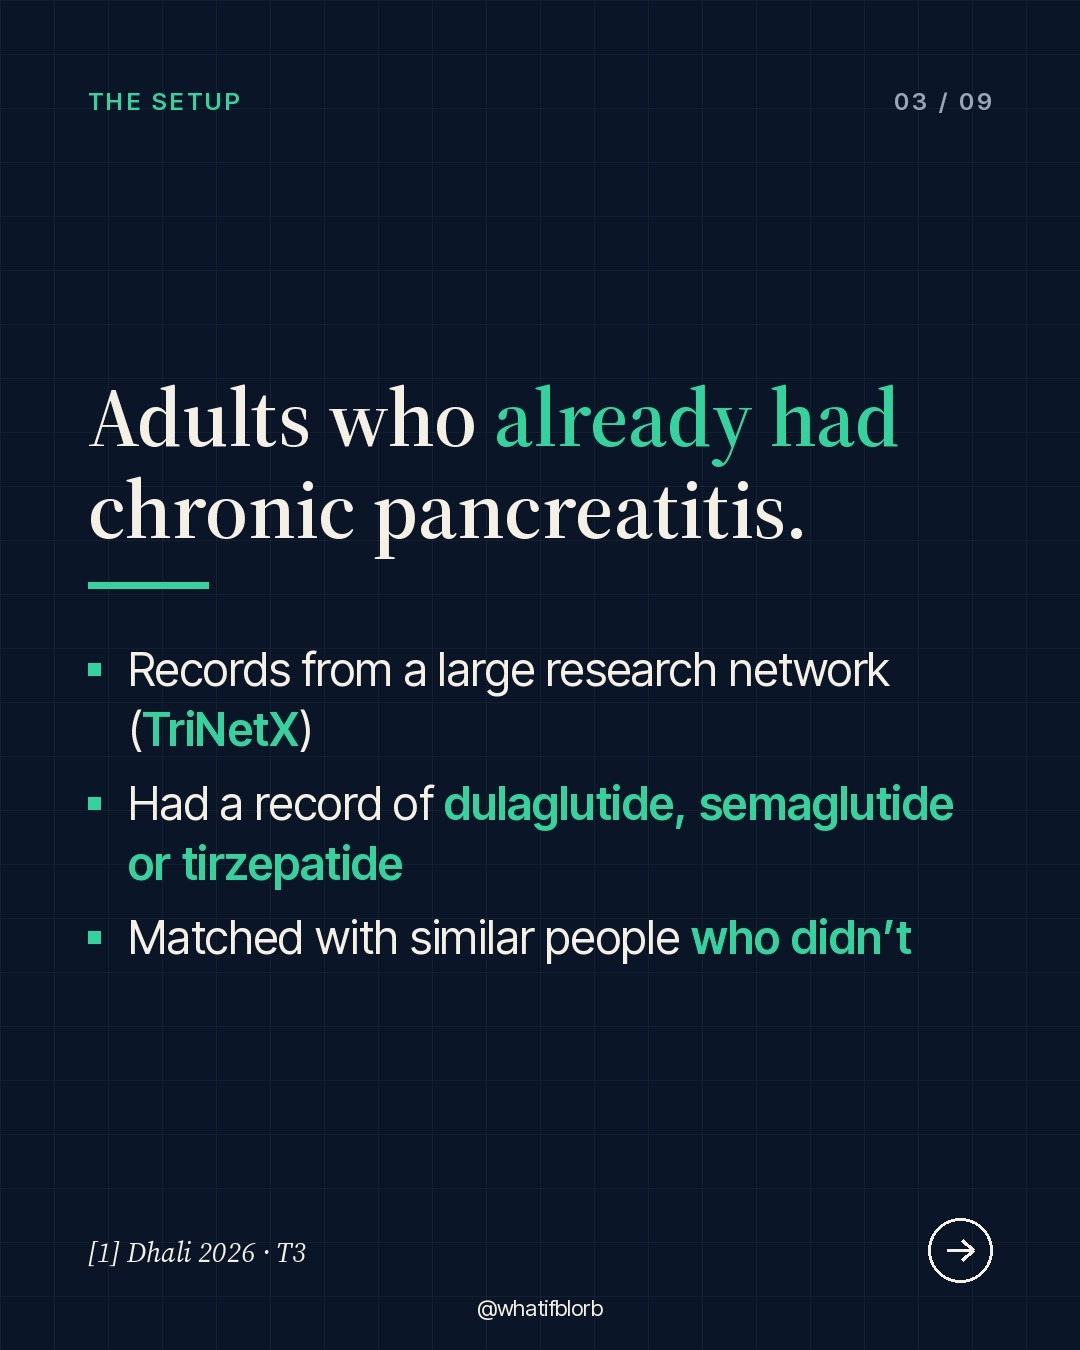 THE SETUP
03 / 09
Adults who already had
chronic pancreatitis.
Records from a large research network
(TriNetX)
Had a record of dulaglutide, semaglutide
or tirzepatide
Matched with similar people who didn’t
[1] Dhali 2026 · T3
@whatifblorb